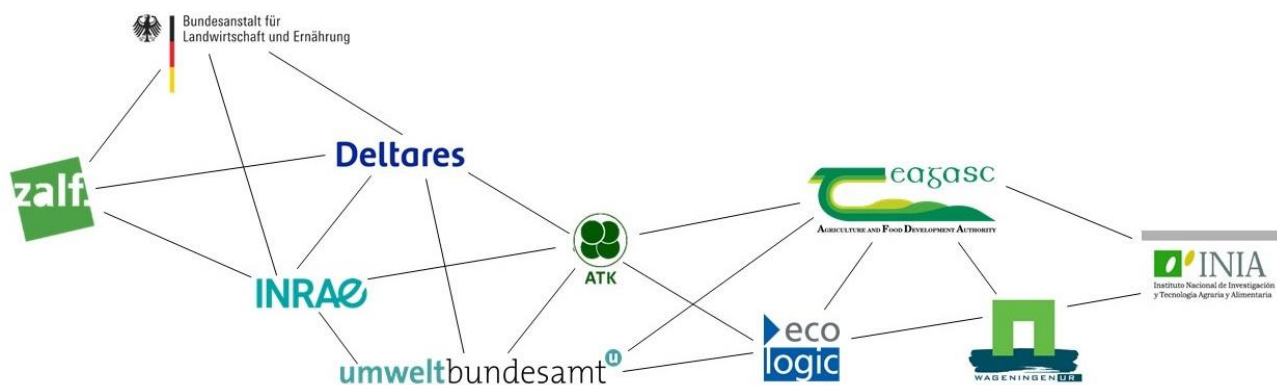 Bundesanstalt für
Landwirtschaft und Ernährung
Deltares
zalf.
eagasc
AGRICULTURE AND FOOD DEVELOPMENT AUTHORITY
ATK
INIA
Instituto Nacional de Investigación
y Tecnología Agraria y Alimentaria
INRAE
eco
logic
umweltbundesamt u
WAGENINGEN UR